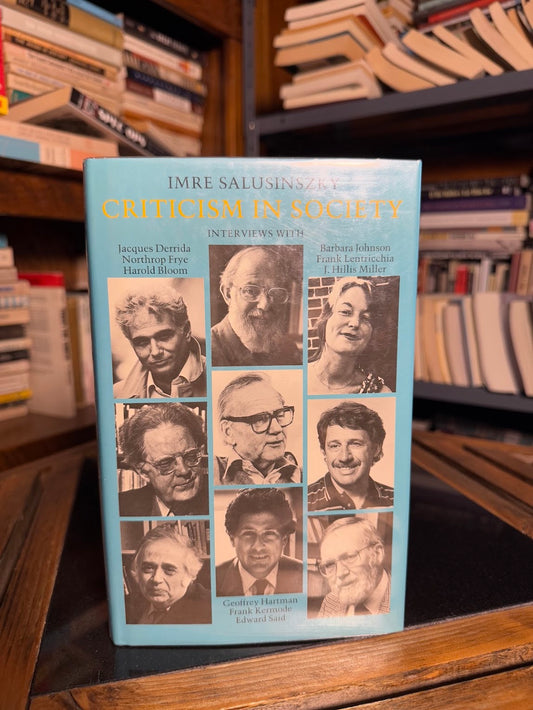 IMRE SALUSINSZKY
CRITICISM IN SOCIETY
INTERVIEWS WITH
Jacques Derrida
Northrop Frye
Harold Bloom
Barbara Johnson
Frank Lentricchia
J. Hillis Miller
Geoffrey Hartman
Frank Kermode
Edward Said